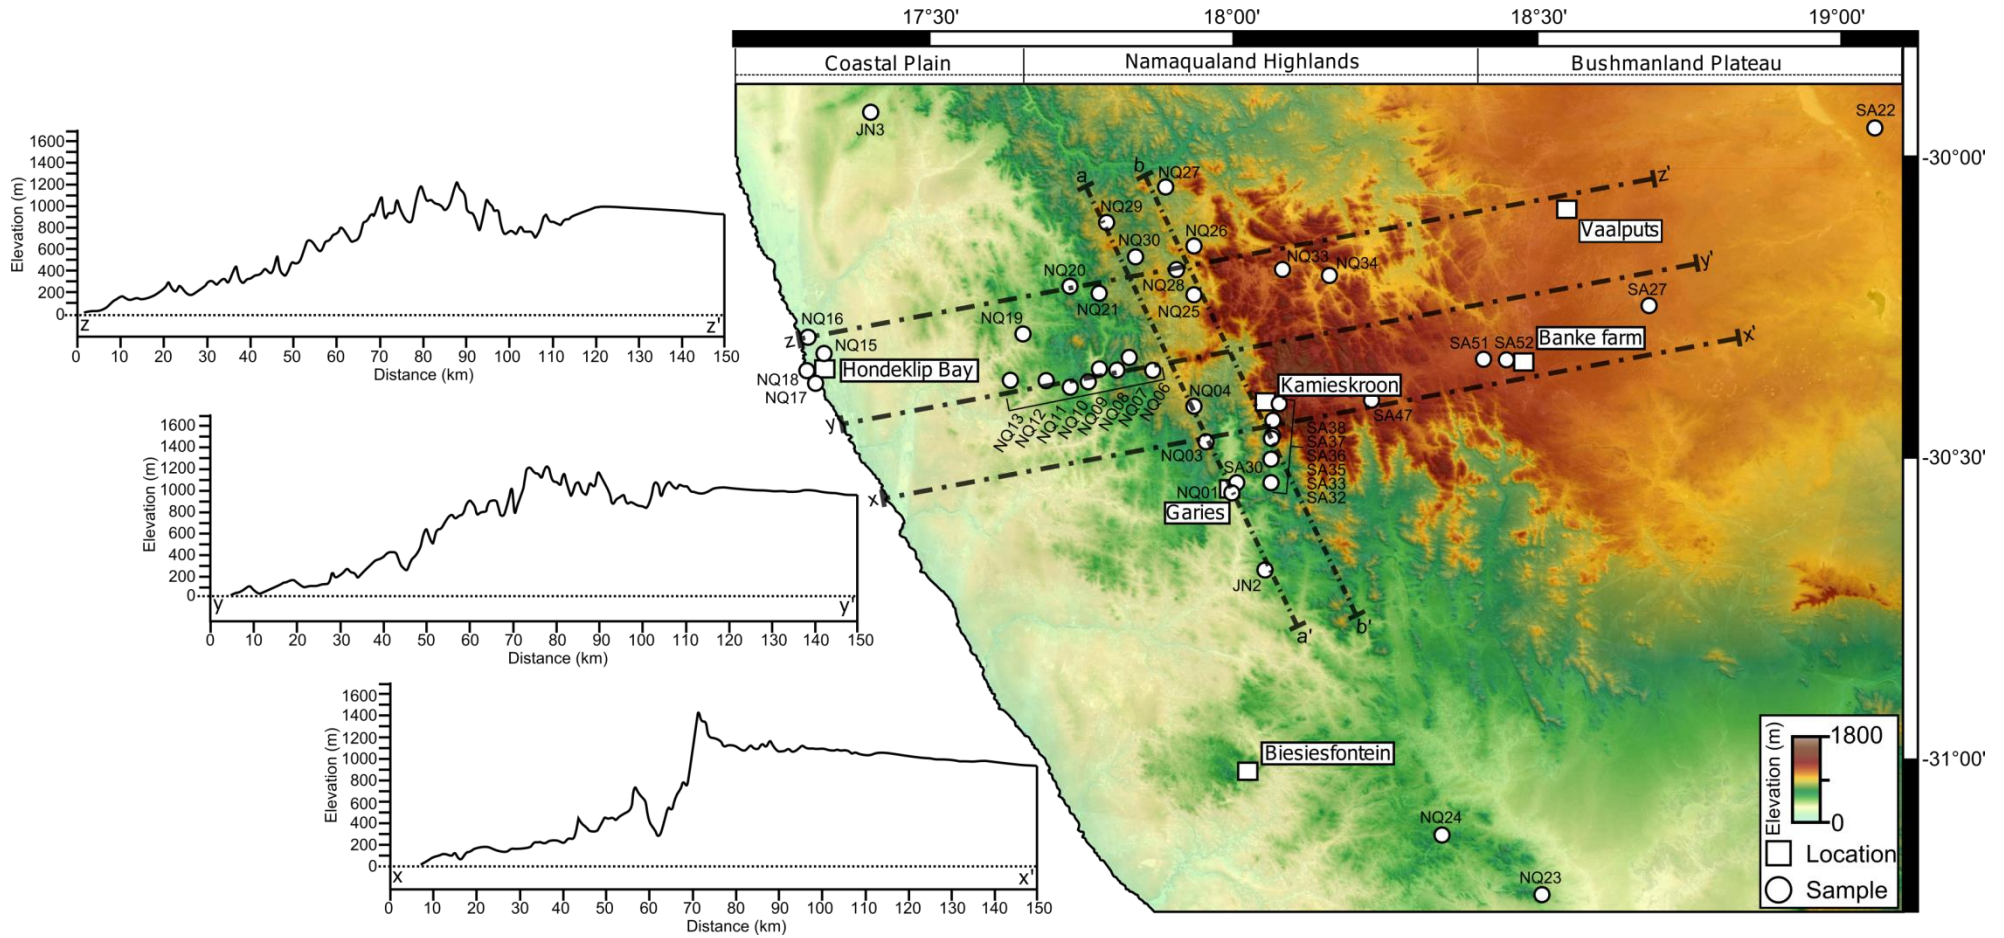 17°30'
18°00'
18°30'
19°00'
Coastal Plain
Namaqualand Highlands
Bushmanland Plateau
JN3
SA22
-30°00'
a
b
NQ27
z'
NQ29
Vaalputs
NQ30
NQ26
NQ33
NQ34
y'
NQ20
NQ28
NQ21
NQ25
SA27
NQ16
NQ19
x'
z
NQ15
SA51
SA52
Banke farm
Hondeklip Bay
NQ18
NQ17
Kamieskroon
NQ04
SA47
y
NQ13
NQ12
NQ11
NQ10
NQ09
NQ08
NQ07
NQ06
NQ03
SA38
SA37
SA36
SA35
SA33
SA32
-30°30'
SA30
NQ01
x
Garies
JN2
a'
b'
Biesiesfontein
-31°00'
NQ24
NQ23
Elevation (m)
1800
0
Location
Sample
Elevation (m)
1600
1400
1200
1000
800
600
400
200
0
z
z'
0 10 20 30 40 50 60 70 80 90 100 110 120 130 140 150
Distance (km)
Elevation (m)
1600
1400
1200
1000
800
600
400
200
0
y
y'
0 10 20 30 40 50 60 70 80 90 100 110 120 130 140 150
Distance (km)
Elevation (m)
1600
1400
1200
1000
800
600
400
200
0
x
x'
0 10 20 30 40 50 60 70 80 90 100 110 120 130 140 150
Distance (km)